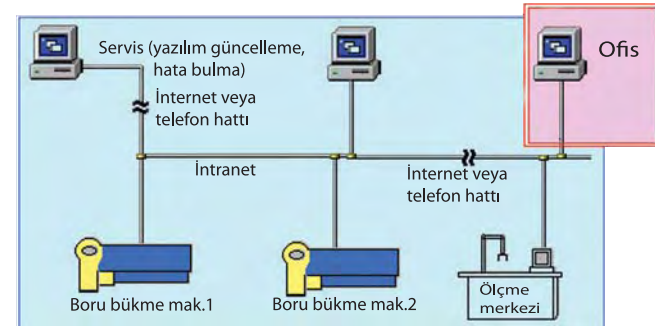 Servis (yazılım güncelleme,
hata bulma)
İnternet veya
telefon hattı
Ofis
İntranet
İnternet veya
telefon hattı
Boru bükme mak.1
Boru bükme mak.2
Ölçme
merkezi